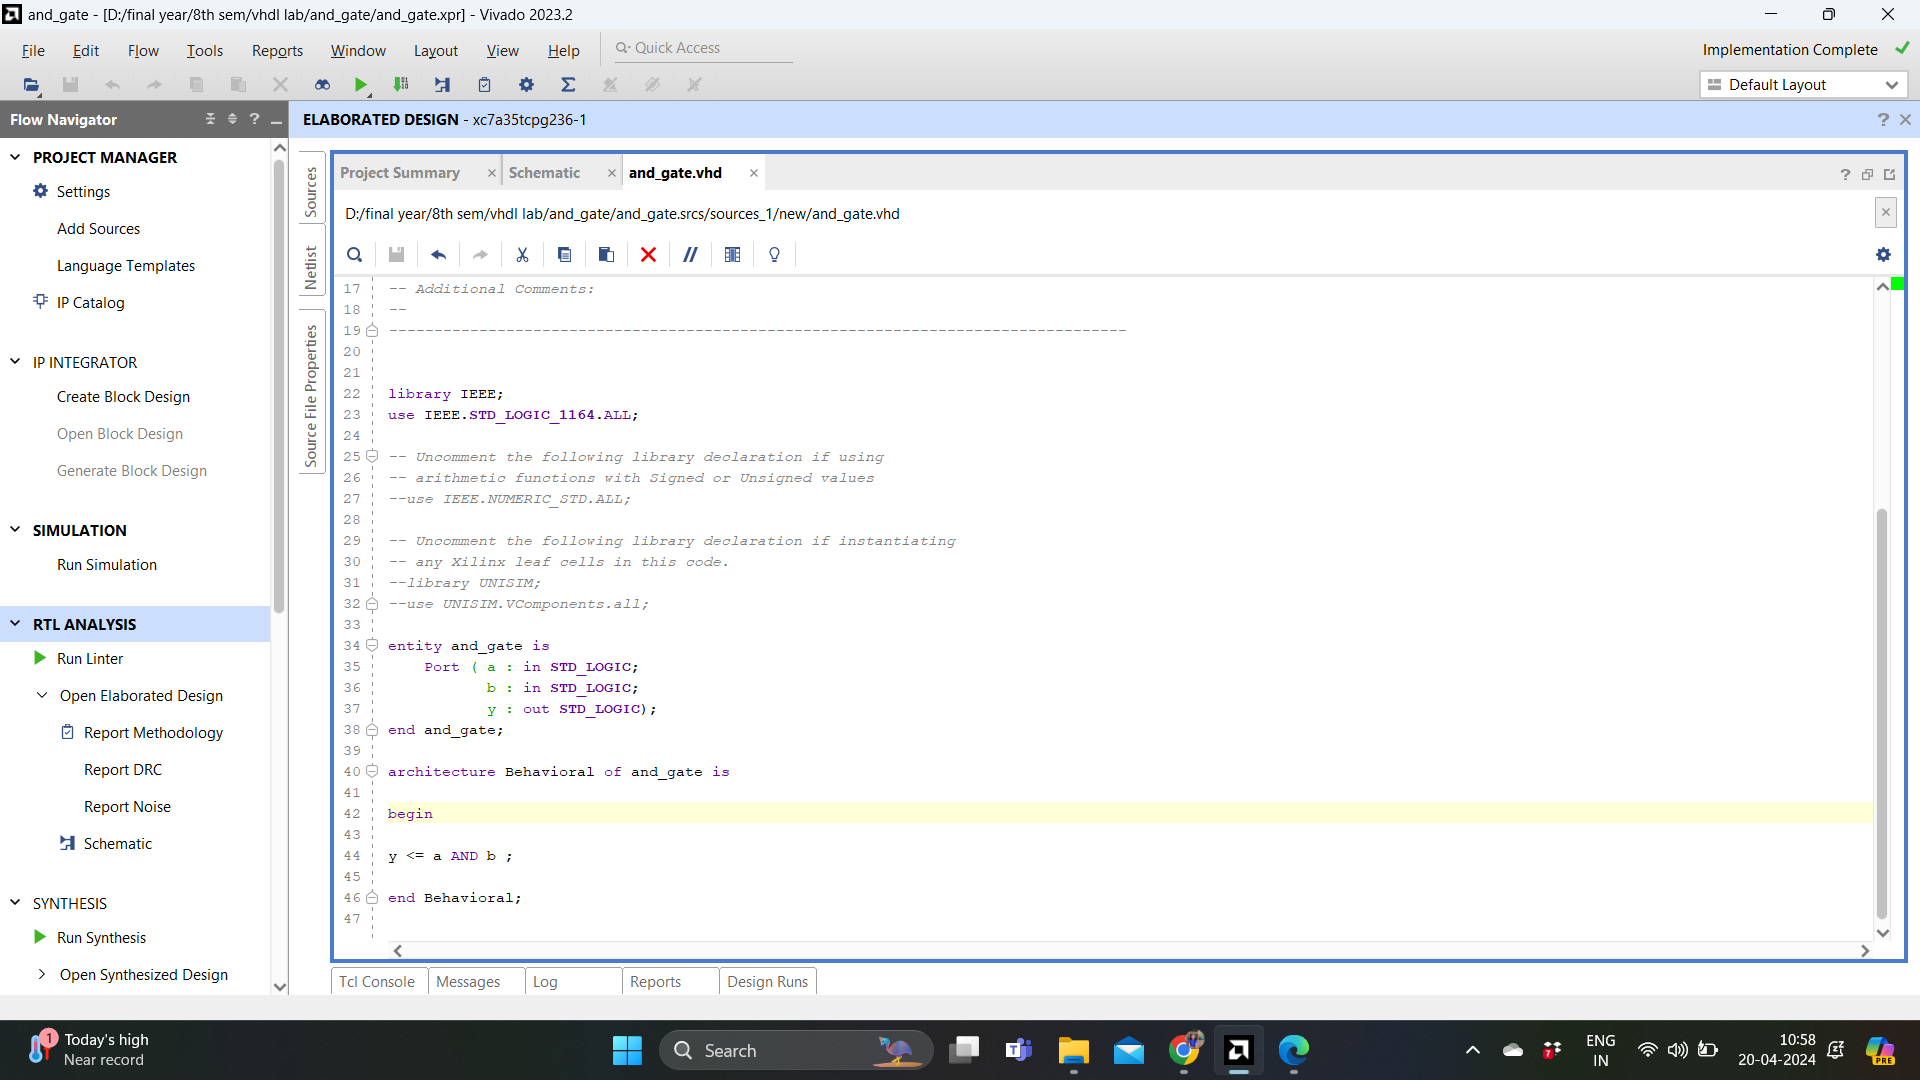 and_gate - [D:/final year/8th sem/vhdl lab/and_gate/and_gate.xpr] - Vivado 2023.2
File Edit Flow Tools Reports Window Layout View Help Quick Access
Implementation Complete
Default Layout
Flow Navigator
ELABORATED DESIGN - xc7a35tcpg236-1
PROJECT MANAGER
Settings
Add Sources
Language Templates
IP Catalog
IP INTEGRATOR
Create Block Design
Open Block Design
Generate Block Design
SIMULATION
Run Simulation
RTL ANALYSIS
Run Linter
Open Elaborated Design
Report Methodology
Report DRC
Report Noise
Schematic
SYNTHESIS
Run Synthesis
Open Synthesized Design
Sources
Netlist
Source File Properties
Project Summary Schematic and_gate.vhd
D:/final year/8th sem/vhdl lab/and_gate/and_gate.srcs/sources_1/new/and_gate.vhd
17 -- Additional Comments:
18 --
19 ----------------------------------------------------------------------------------
20
21
22 library IEEE;
23 use IEEE.STD_LOGIC_1164.ALL;
24
25 -- Uncomment the following library declaration if using
26 -- arithmetic functions with Signed or Unsigned values
27 --use IEEE.NUMERIC_STD.ALL;
28
29 -- Uncomment the following library declaration if instantiating
30 -- any Xilinx leaf cells in this code.
31 --library UNISIM;
32 --use UNISIM.VComponents.all;
33
34 entity and_gate is
35 Port ( a : in STD_LOGIC;
36 b : in STD_LOGIC;
37 y : out STD_LOGIC);
38 end and_gate;
39
40 architecture Behavioral of and_gate is
41
42 begin
43
44 y <= a AND b ;
45
46 end Behavioral;
47
Tcl Console Messages Log Reports Design Runs
1
Today's high
Near record
Search
7
ENG
IN
10:58
20-04-2024
PRE